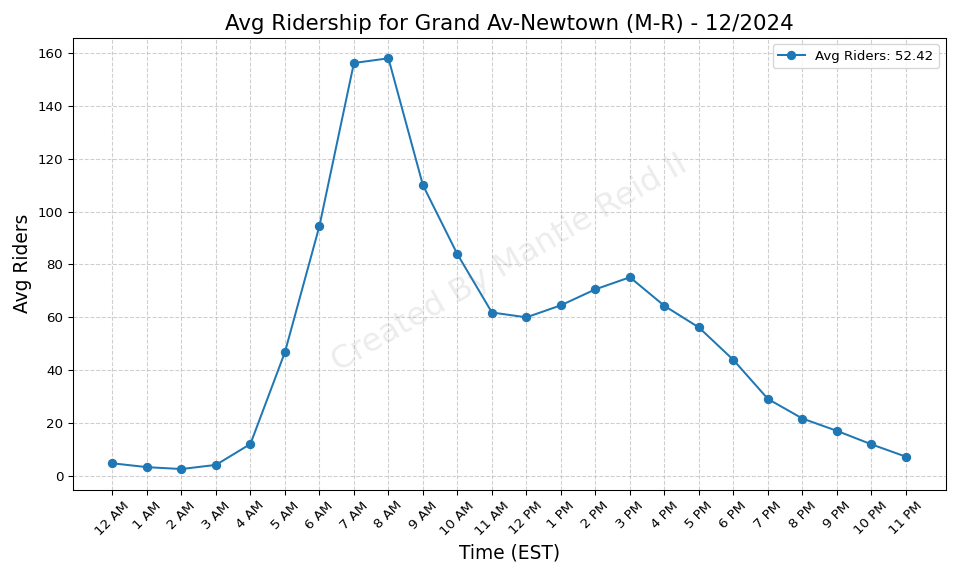 Avg Ridership for Grand Av-Newtown (M-R) - 12/2024
Avg Riders: 52.42
160
140
120
100
80
60
40
20
0
Avg Riders
Created By Mantle Reid II
12 AM
1 AM
2 AM
3 AM
4 AM
5 AM
6 AM
7 AM
8 AM
9 AM
10 AM
11 AM
12 PM
1 PM
2 PM
3 PM
4 PM
5 PM
6 PM
7 PM
8 PM
9 PM
10 PM
11 PM
Time (EST)